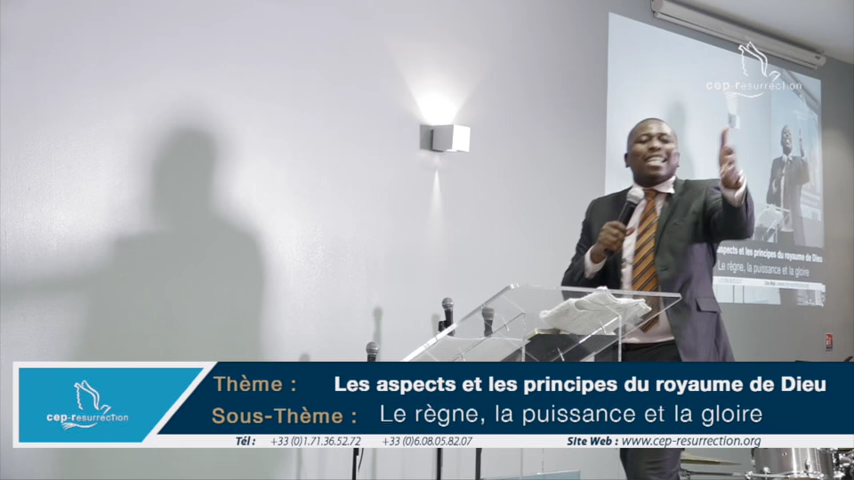 cep-resurrection
aspects et les principes du royaume de Dieu
Le règne, la puissance et la gloire
cep-resurrection
Thème : Les aspects et les principes du royaume de Dieu
Sous-Thème : Le règne, la puissance et la gloire
Tél : +33 (0)1.71.36.52.72 +33 (0)6.08.05.82.07 Site Web : www.cep-resurrection.org